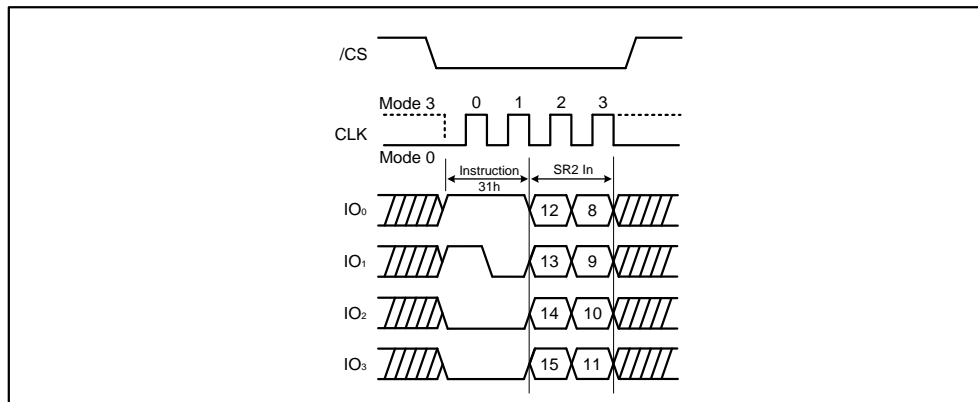 /CS
Mode 3 0 1 2 3
CLK
Mode 0
Instruction SR2 In
31h
IO₀ 12 8
IO₁ 13 9
IO₂ 14 10
IO₃ 15 11